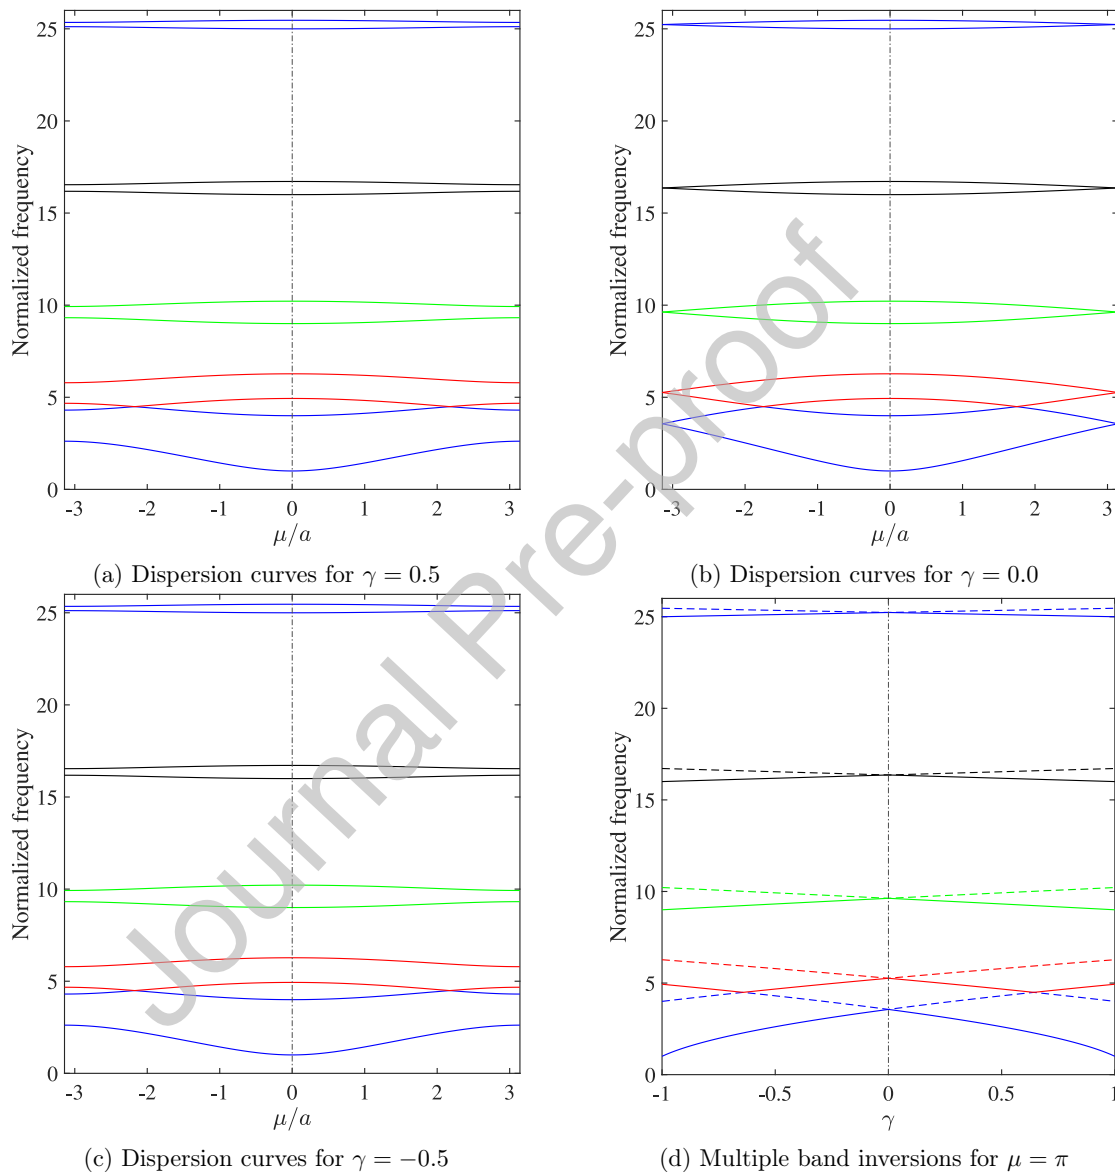 25
20
15
10
5
0
Normalized frequency
-3 -2 -1 0 1 2 3
μ/a
(a) Dispersion curves for γ = 0.5
25
20
15
10
5
0
Normalized frequency
-3 -2 -1 0 1 2 3
μ/a
(b) Dispersion curves for γ = 0.0
25
20
15
10
5
0
Normalized frequency
-3 -2 -1 0 1 2 3
μ/a
(c) Dispersion curves for γ = −0.5
25
20
15
10
5
0
Normalized frequency
-1 -0.5 0 0.5 1
γ
(d) Multiple band inversions for μ = π
Journal Pre-proof